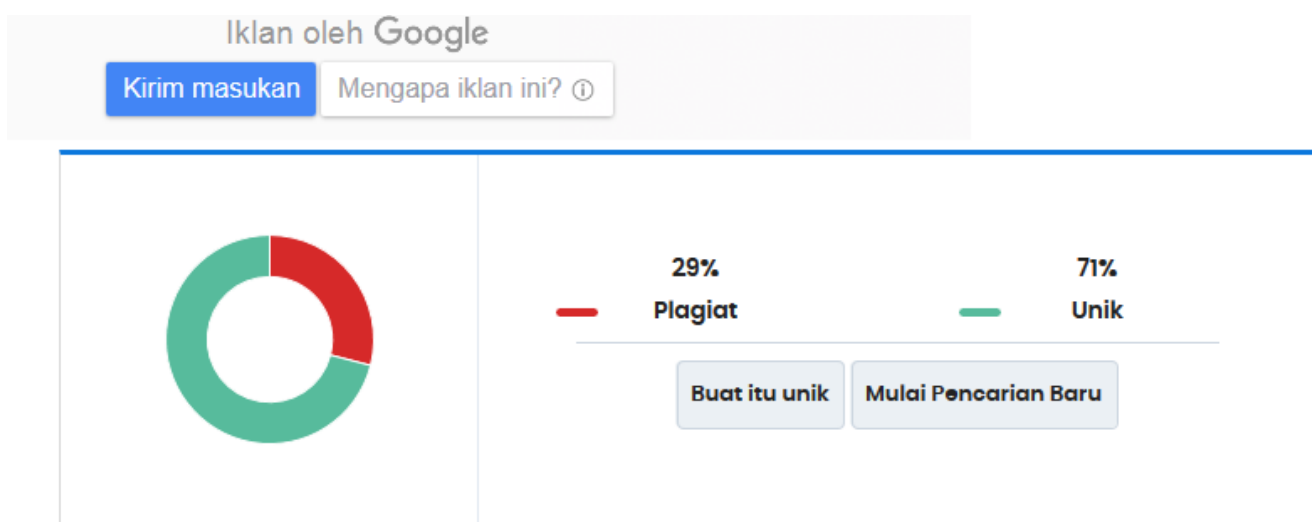 Iklan oleh Google
Kirim masukan
Mengapa iklan ini?
29%
Plagiat
71%
Unik
Buat itu unik
Mulai Pencarian Baru